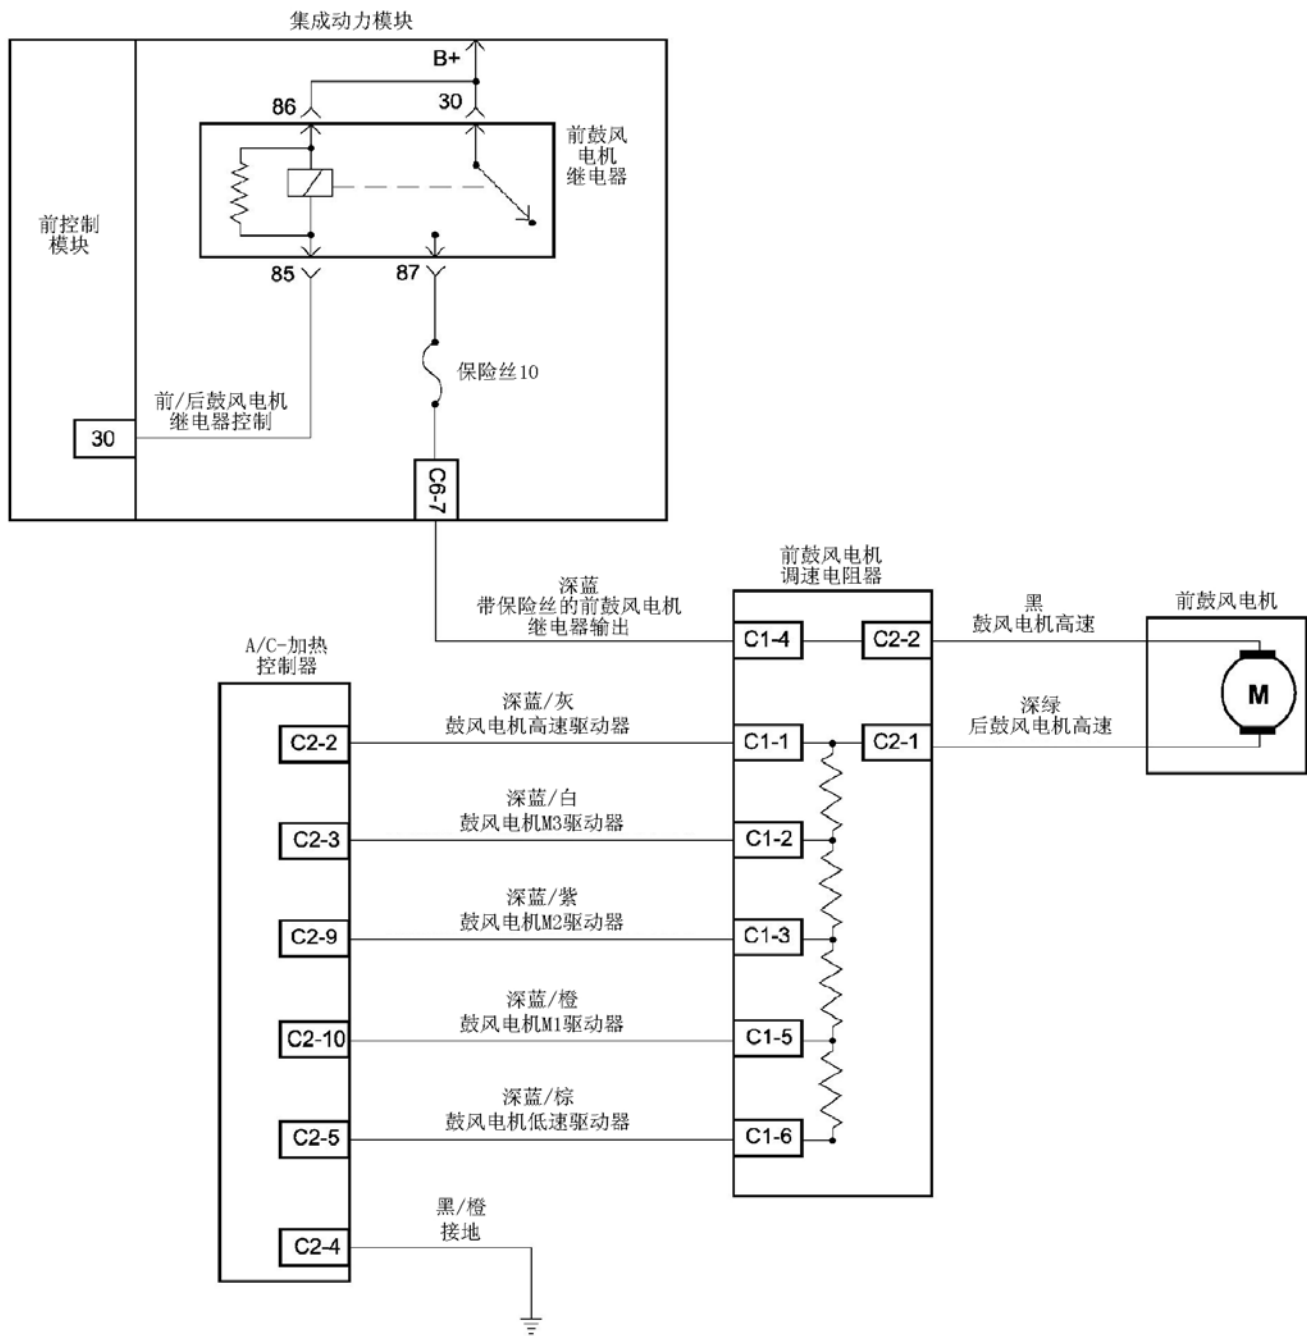 集成动力模块
B+
86
30
前鼓风
电机
继电器
前控制
模块
85
87
保险丝10
前/后鼓风电机
继电器控制
30
C6-7
深蓝
带保险丝的前鼓风电机
继电器输出
前鼓风电机
调速电阻器
黑
鼓风电机高速
前鼓风电机
C1-4
C2-2
M
A/C-加热
控制器
深蓝/灰
鼓风电机高速驱动器
深绿
后鼓风电机高速
C2-2
C1-1
C2-1
深蓝/白
鼓风电机M3驱动器
C2-3
C1-2
深蓝/紫
鼓风电机M2驱动器
C2-9
C1-3
深蓝/橙
鼓风电机M1驱动器
C2-10
C1-5
深蓝/棕
鼓风电机低速驱动器
C2-5
C1-6
黑/橙
接地
C2-4